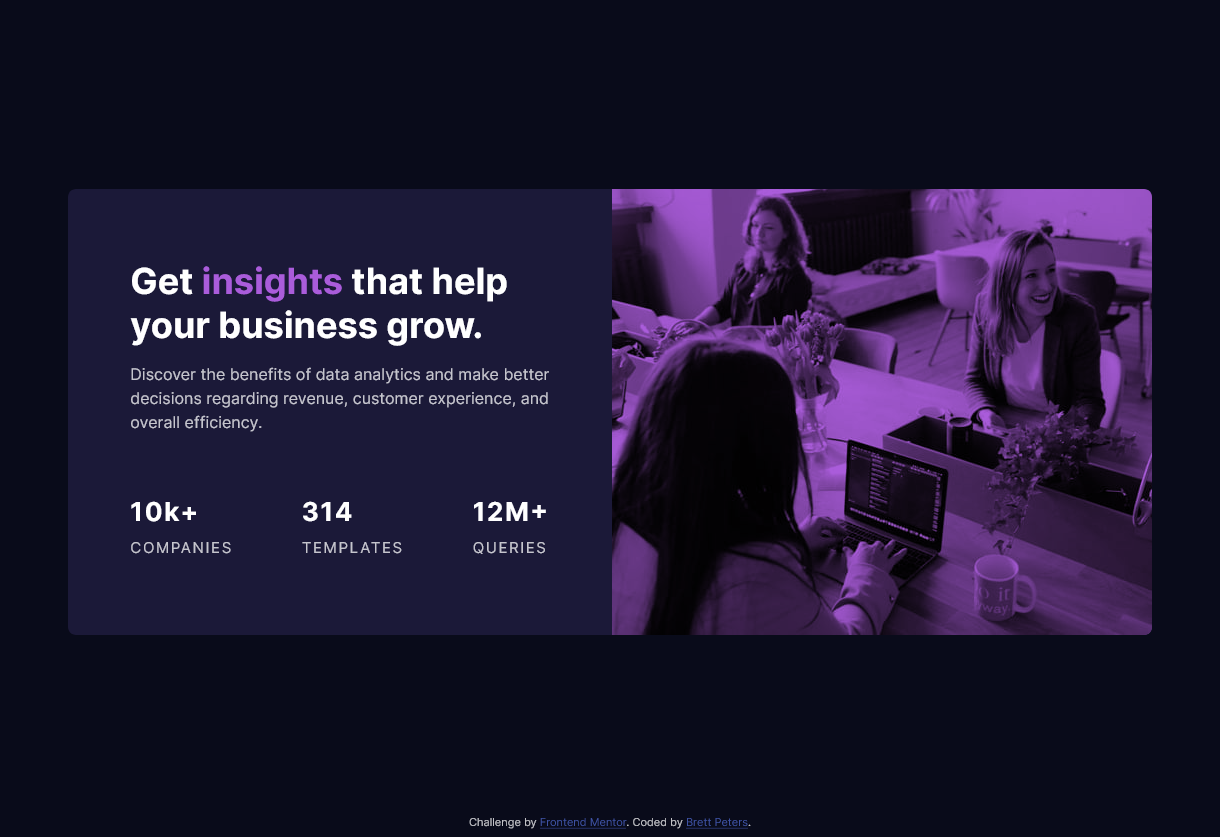 Get insights that help
your business grow.
Discover the benefits of data analytics and make better
decisions regarding revenue, customer experience, and
overall efficiency.
10k+ 314 12M+
COMPANIES TEMPLATES QUERIES
Challenge by Frontend Mentor. Coded by Brett Peters.